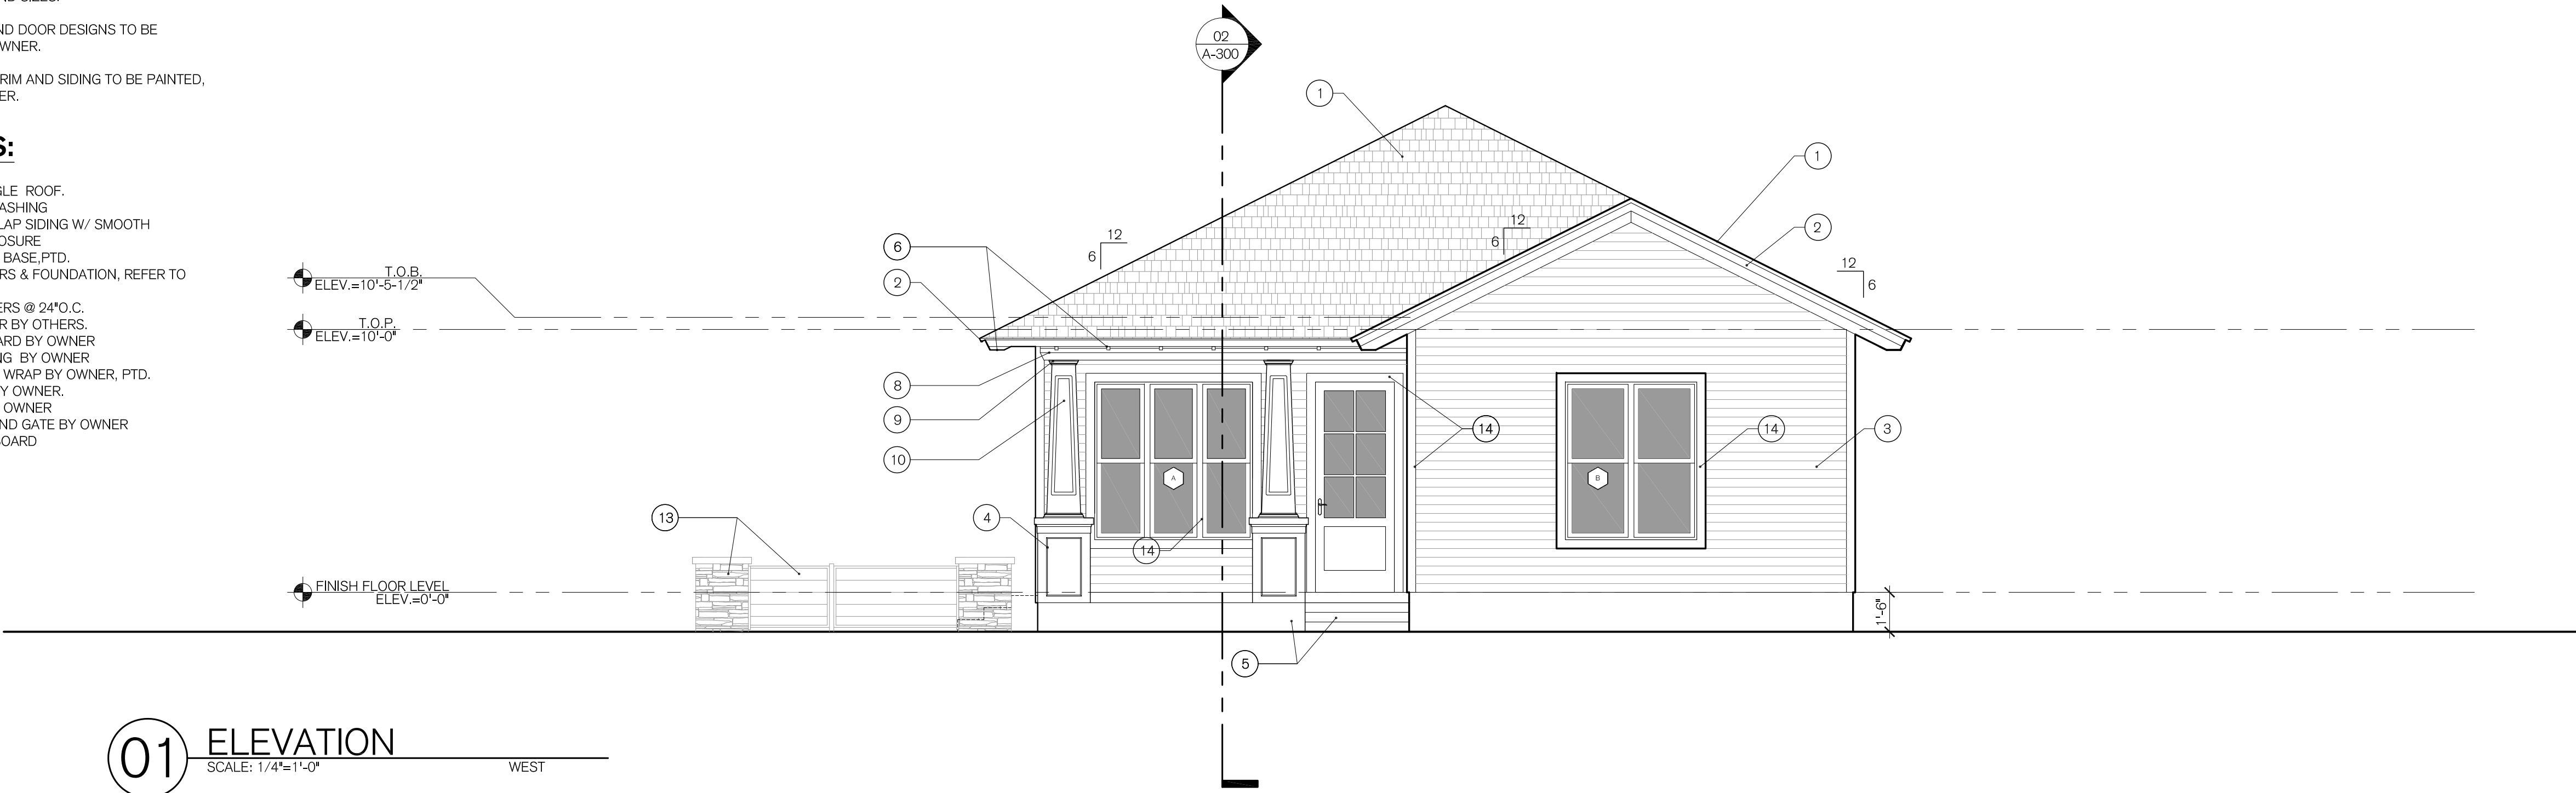 ND DOOR DESIGNS TO BE
WNER.
RIM AND SIDING TO BE PAINTED,
ER.
S:
GLE ROOF.
ASHING
LAP SIDING W/ SMOOTH
OSURE
BASE,PTD.
RS & FOUNDATION, REFER TO
ERS @ 24"O.C.
R BY OTHERS.
ARD BY OWNER
NG BY OWNER
WRAP BY OWNER, PTD.
Y OWNER.
OWNER
ND GATE BY OWNER
BOARD
02
A-300
1
1
2
12
6
12
6
12
6
6
2
T.O.B.
ELEV.=10'-5-1/2"
T.O.P.
ELEV.=10'-0"
8
9
10
14
14
3
A
B
13
4
14
FINISH FLOOR LEVEL
ELEV.=0'-0"
1'-6"
5
01
ELEVATION
SCALE: 1/4"=1'-0"
WEST